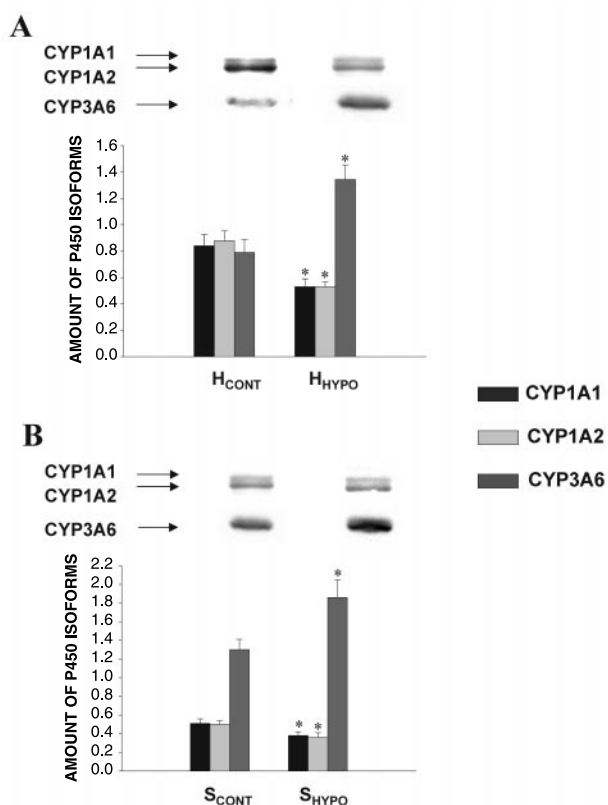 A
CYP1A1
CYP1A2
CYP3A6
AMOUNT OF P450 ISOFORMS
1.6
1.4
1.2
1.0
0.8
0.6
0.4
0.2
0.0
*
* *
HCONT HHYPO
CYP1A1
CYP1A2
CYP3A6
B
CYP1A1
CYP1A2
CYP3A6
AMOUNT OF P450 ISOFORMS
2.2
2.0
1.8
1.6
1.4
1.2
1.0
0.8
0.6
0.4
0.2
0.0
*
* *
SCONT SHYPO